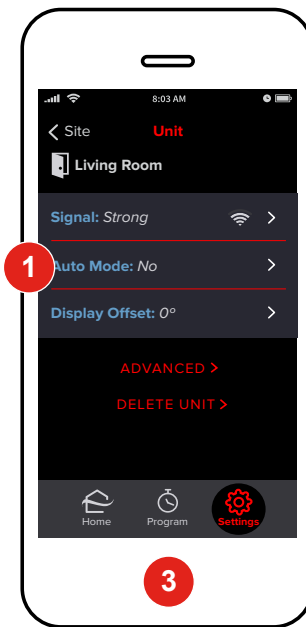 8:03 AM
Site Unit
Living Room
Signal: Strong
1
Auto Mode: No
Display Offset: 0º
ADVANCED >
DELETE UNIT >
Home Program Settings
3